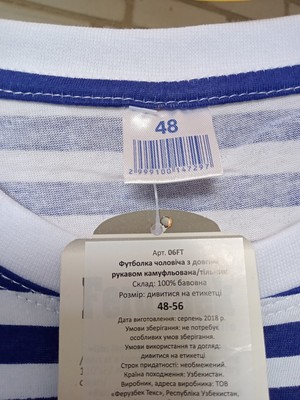 48
2999100147297
Арт. 06FT
Футболка чоловіча з довгим
рукавом камуфльована/тільняшка
Склад: 100% бавовна
Розмір: дивитися на етикетці
48-56
Дата виготовлення: серпень 2018 р.
Умови зберігання: не потребує
особливих умов зберігання.
Умови використання та догляд:
дивитися на етикетці
Строк придатності: необмежений.
Країна походження: Узбекистан.
Виробник, адреса виробника: ТОВ
«Ферузбек Текс», Республіка Узбекистан,